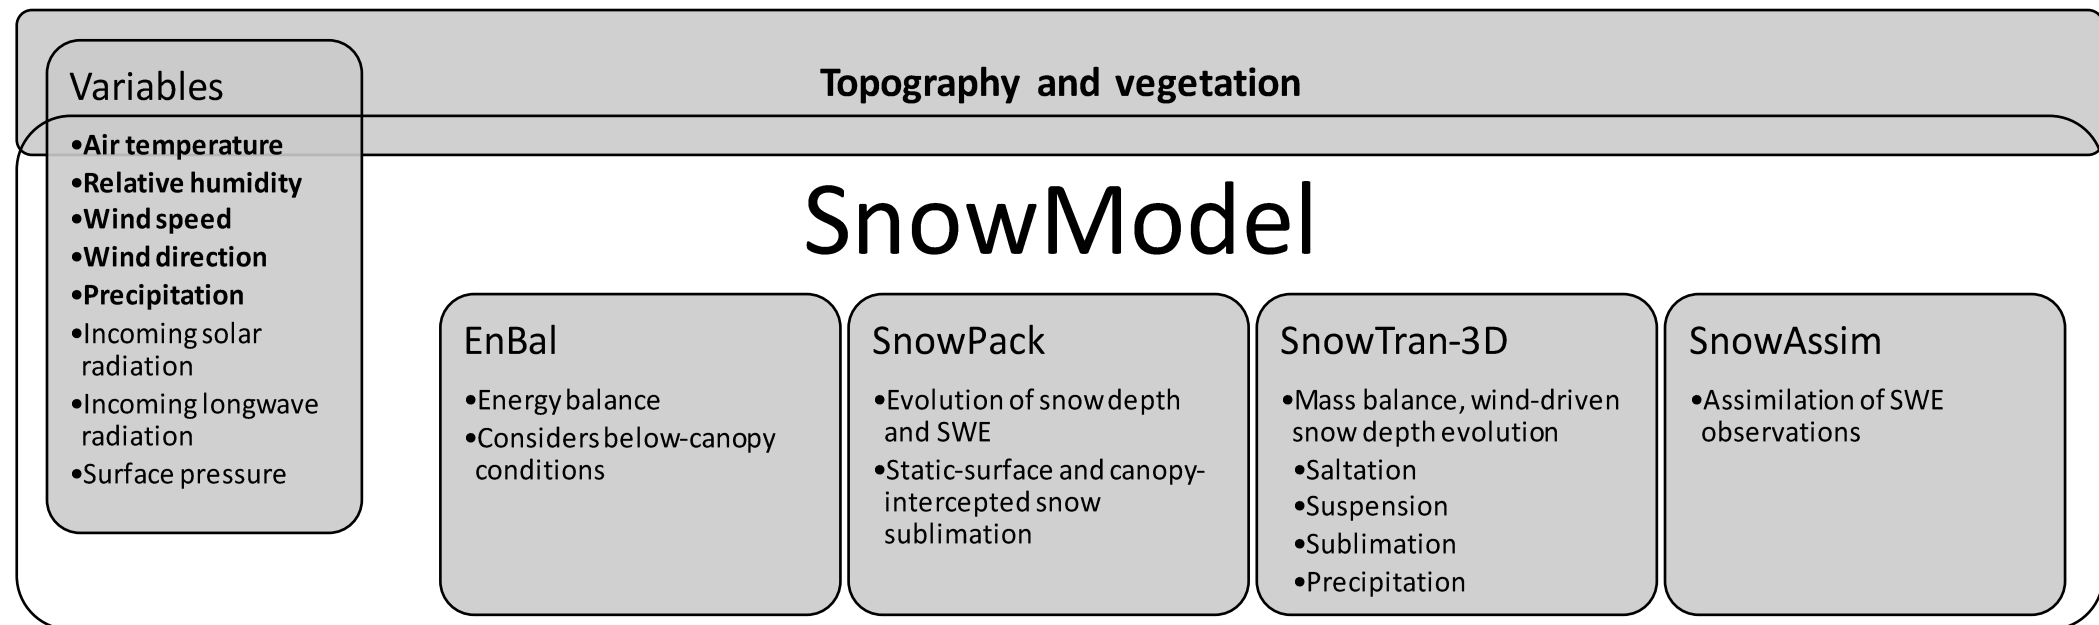 Topography and vegetation
Variables
•Air temperature
•Relative humidity
•Wind speed
•Wind direction
•Precipitation
•Incoming solar
radiation
•Incoming longwave
radiation
•Surface pressure
SnowModel
EnBal
•Energy balance
•Considers below-canopy
conditions
SnowPack
•Evolution of snow depth
and SWE
•Static-surface and canopy-
intercepted snow
sublimation
SnowTran-3D
•Mass balance, wind-driven
snow depth evolution
•Saltation
•Suspension
•Sublimation
•Precipitation
SnowAssim
•Assimilation of SWE
observations